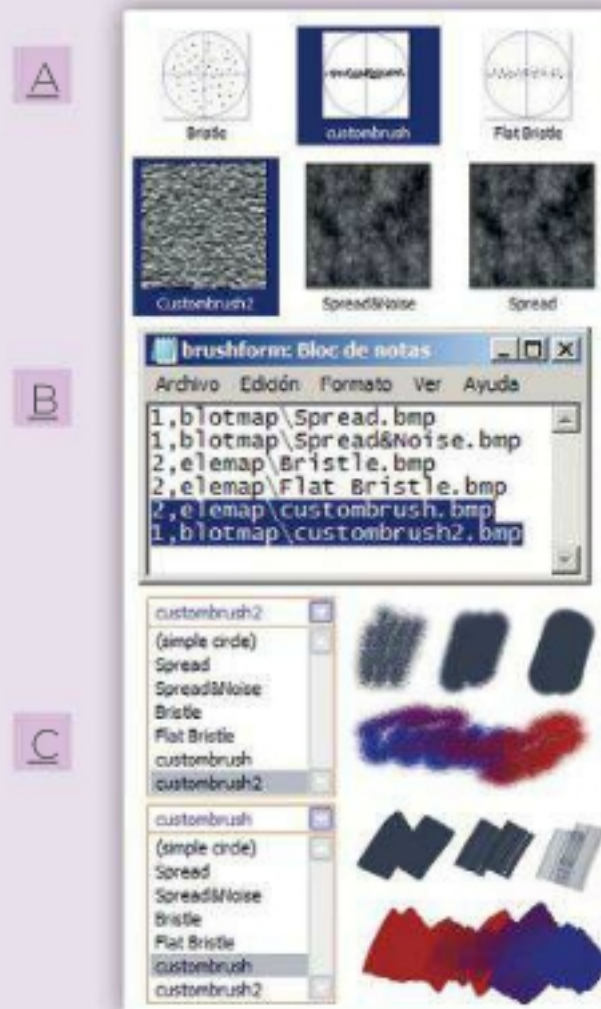 A
Bristle
custombrush
Flat Bristle
Custombrush2
Spread&Noise
Spread
B
brushform: Bloc de notas
Archivo Edición Formato Ver Ayuda
1,blotmap\Spread.bmp
1,blotmap\Spread&Noise.bmp
2,elemap\Bristle.bmp
2,elemap\Flat Bristle.bmp
2,elemap\custombrush.bmp
1,blotmap\custombrush2.bmp
C
custombrush2
(simple circle)
Spread
Spread&Noise
Bristle
Flat Bristle
custombrush
custombrush2
custombrush
(simple circle)
Spread
Spread&Noise
Bristle
Flat Bristle
custombrush
custombrush2